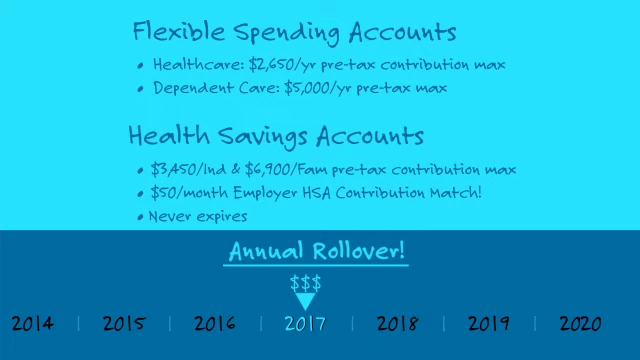 Flexible Spending Accounts
• Healthcare: $2,650/yr pre-tax contribution max
• Dependent Care: $5,000/yr pre-tax max
Health Savings Accounts
• $3,450/Ind & $6,900/Fam pre-tax contribution max
• $50/month Employer HSA Contribution Match!
• Never expires
Annual Rollover!
$$$
2014 | 2015 | 2016 | 2017 | 2018 | 2019 | 2020